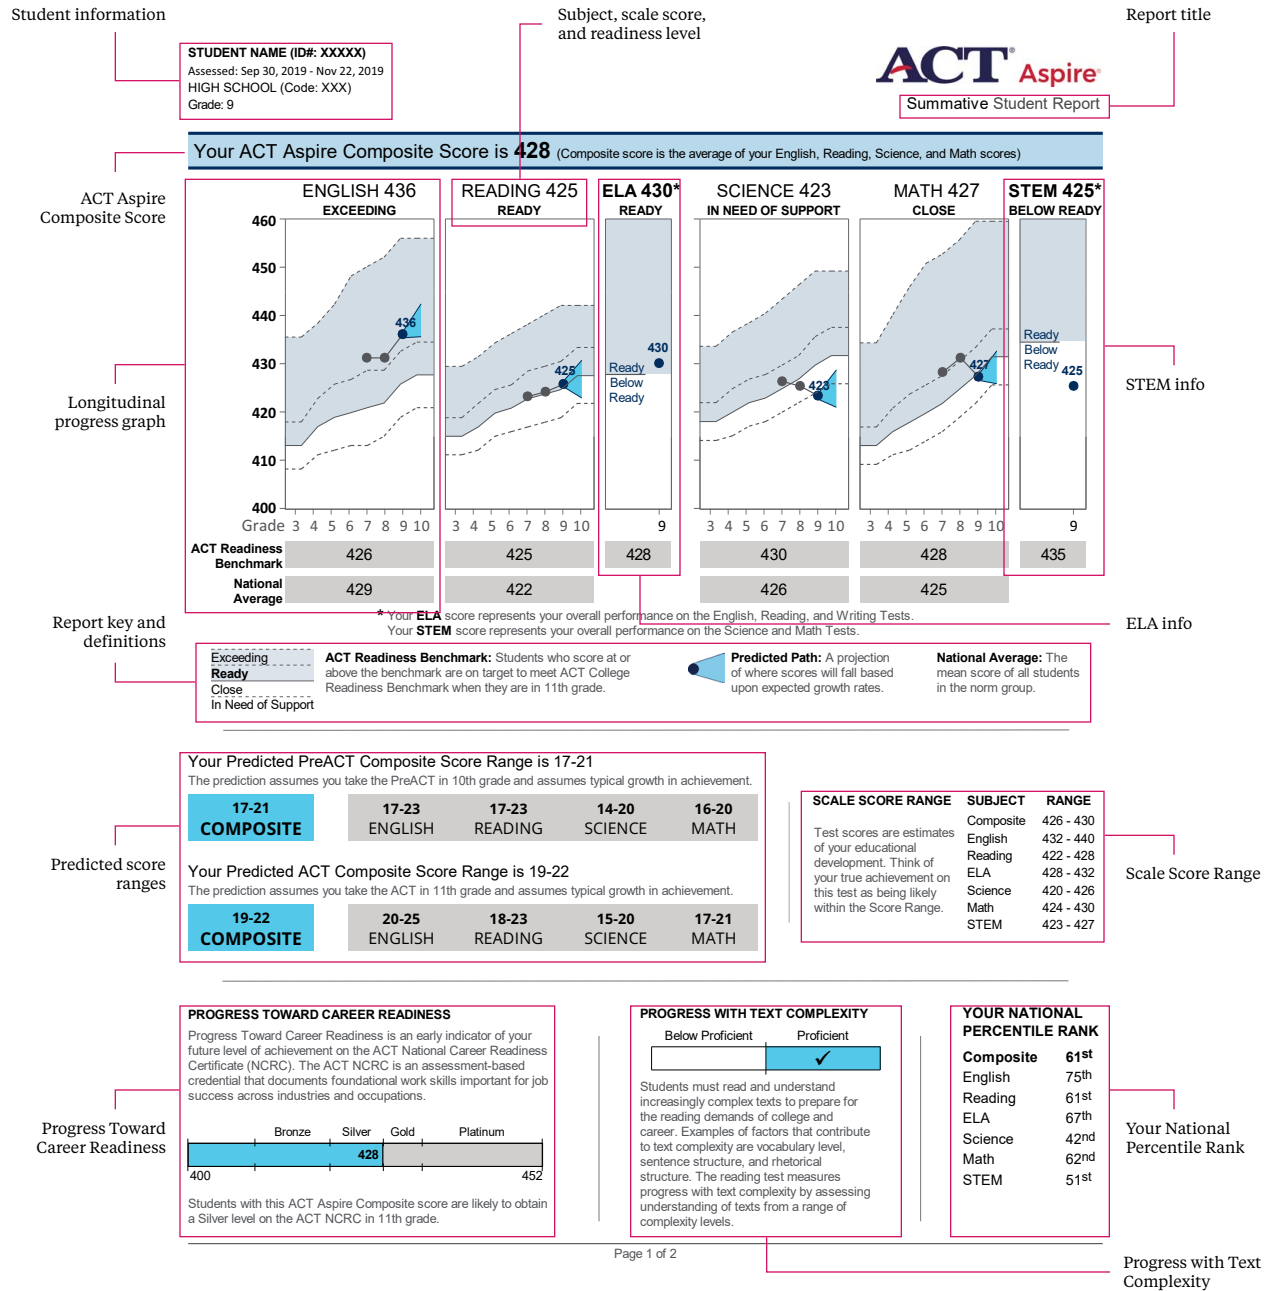 Student information
Subject, scale score,
and readiness level
Report title
STUDENT NAME (ID#: XXXXX)
Assessed: Sep 30, 2019 - Nov 22, 2019
HIGH SCHOOL (Code: XXX)
Grade: 9
ACT® Aspire®
Summative Student Report
Your ACT Aspire Composite Score is 428 (Composite score is the average of your English, Reading, Science, and Math scores)
ACT Aspire
Composite Score
ENGLISH 436
EXCEEDING
READING 425
READY
ELA 430*
READY
SCIENCE 423
IN NEED OF SUPPORT
MATH 427
CLOSE
STEM 425*
BELOW READY
460
450
440
430
420
410
400
436
425
430
Ready
Below
Ready
423
427
Ready
Below
Ready
425
Longitudinal
progress graph
STEM info
Grade 3 4 5 6 7 8 9 10
3 4 5 6 7 8 9 10
9
3 4 5 6 7 8 9 10
3 4 5 6 7 8 9 10
9
ACT Readiness
Benchmark
426 425 428 430 428 435
National
Average
429 422 426 425
* Your ELA score represents your overall performance on the English, Reading, and Writing Tests.
Your STEM score represents your overall performance on the Science and Math Tests.
ELA info
Report key and
definitions
Exceeding
Ready
Close
In Need of Support
ACT Readiness Benchmark: Students who score at or
above the benchmark are on target to meet ACT College
Readiness Benchmark when they are in 11th grade.
Predicted Path: A projection
of where scores will fall based
upon expected growth rates.
National Average: The
mean score of all students
in the norm group.
Your Predicted PreACT Composite Score Range is 17-21
The prediction assumes you take the PreACT in 10th grade and assumes typical growth in achievement.
17-21 17-23 17-23 14-20 16-20
COMPOSITE ENGLISH READING SCIENCE MATH
Your Predicted ACT Composite Score Range is 19-22
The prediction assumes you take the ACT in 11th grade and assumes typical growth in achievement.
19-22 20-25 18-23 15-20 17-21
COMPOSITE ENGLISH READING SCIENCE MATH
Predicted score
ranges
SCALE SCORE RANGE
Test scores are estimates
of your educational
development. Think of
your true achievement on
this test as being likely
within the Score Range.
SUBJECT RANGE
Composite 426 - 430
English 432 - 440
Reading 422 - 428
ELA 428 - 432
Science 420 - 426
Math 424 - 430
STEM 423 - 427
Scale Score Range
PROGRESS TOWARD CAREER READINESS
Progress Toward Career Readiness is an early indicator of your
future level of achievement on the ACT National Career Readiness
Certificate (NCRC). The ACT NCRC is an assessment-based
credential that documents foundational work skills important for job
success across industries and occupations.
Bronze Silver Gold Platinum
428
400 452
Students with this ACT Aspire Composite score are likely to obtain
a Silver level on the ACT NCRC in 11th grade.
Progress Toward
Career Readiness
PROGRESS WITH TEXT COMPLEXITY
Below Proficient Proficient
✓
Students must read and understand
increasingly complex texts to prepare for
the reading demands of college and
career. Examples of factors that contribute
to text complexity are vocabulary level,
sentence structure, and rhetorical
structure. The reading test measures
progress with text complexity by assessing
understanding of texts from a range of
complexity levels.
YOUR NATIONAL
PERCENTILE RANK
Composite 61st
English 75th
Reading 61st
ELA 67th
Science 42nd
Math 62nd
STEM 51st
Your National
Percentile Rank
Page 1 of 2
Progress with Text
Complexity